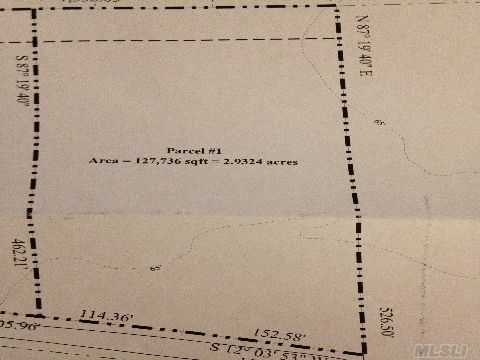 N 87° 19' 40" E
S 87° 19' 40"
Parcel #1
Area = 127,736 sqft = 2.9324 acres
462.21'
65'
526.50'
114.36'
152.58'
05.96'
S 12° 03' 53" W
MLSLI